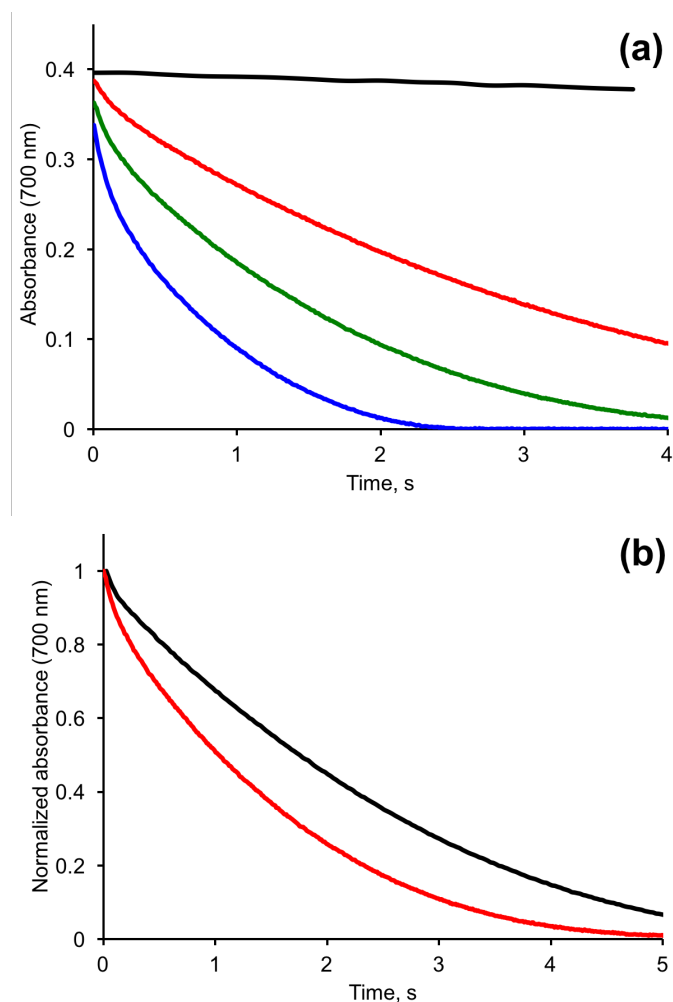 (a)
Absorbance (700 nm)
0.4
0.3
0.2
0.1
0
0 1 2 3 4
Time, s
(b)
Normalized absorbance (700 nm)
1
0.8
0.6
0.4
0.2
0
0 1 2 3 4 5
Time, s